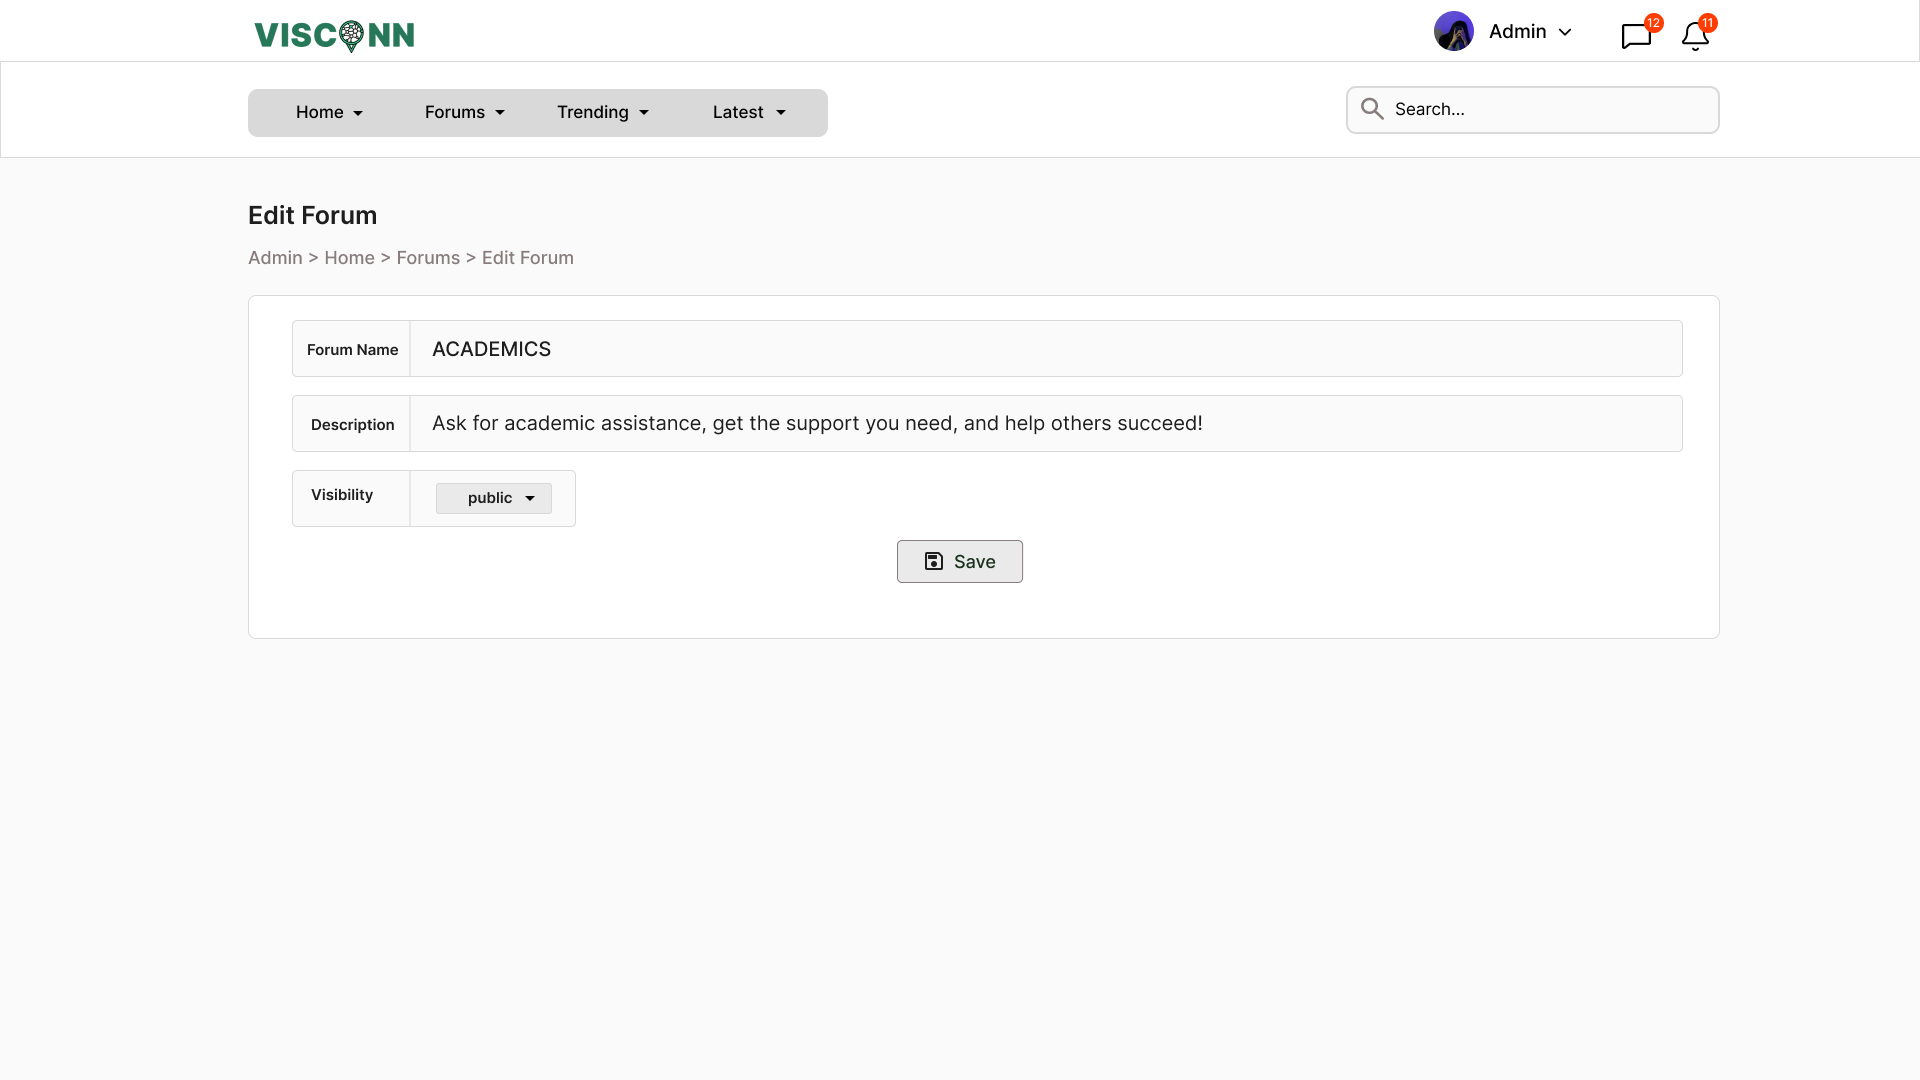 VISCONN
Admin
12
11
Home
Forums
Trending
Latest
Search...
Edit Forum
Admin > Home > Forums > Edit Forum
Forum Name
ACADEMICS
Description
Ask for academic assistance, get the support you need, and help others succeed!
Visibility
public
Save